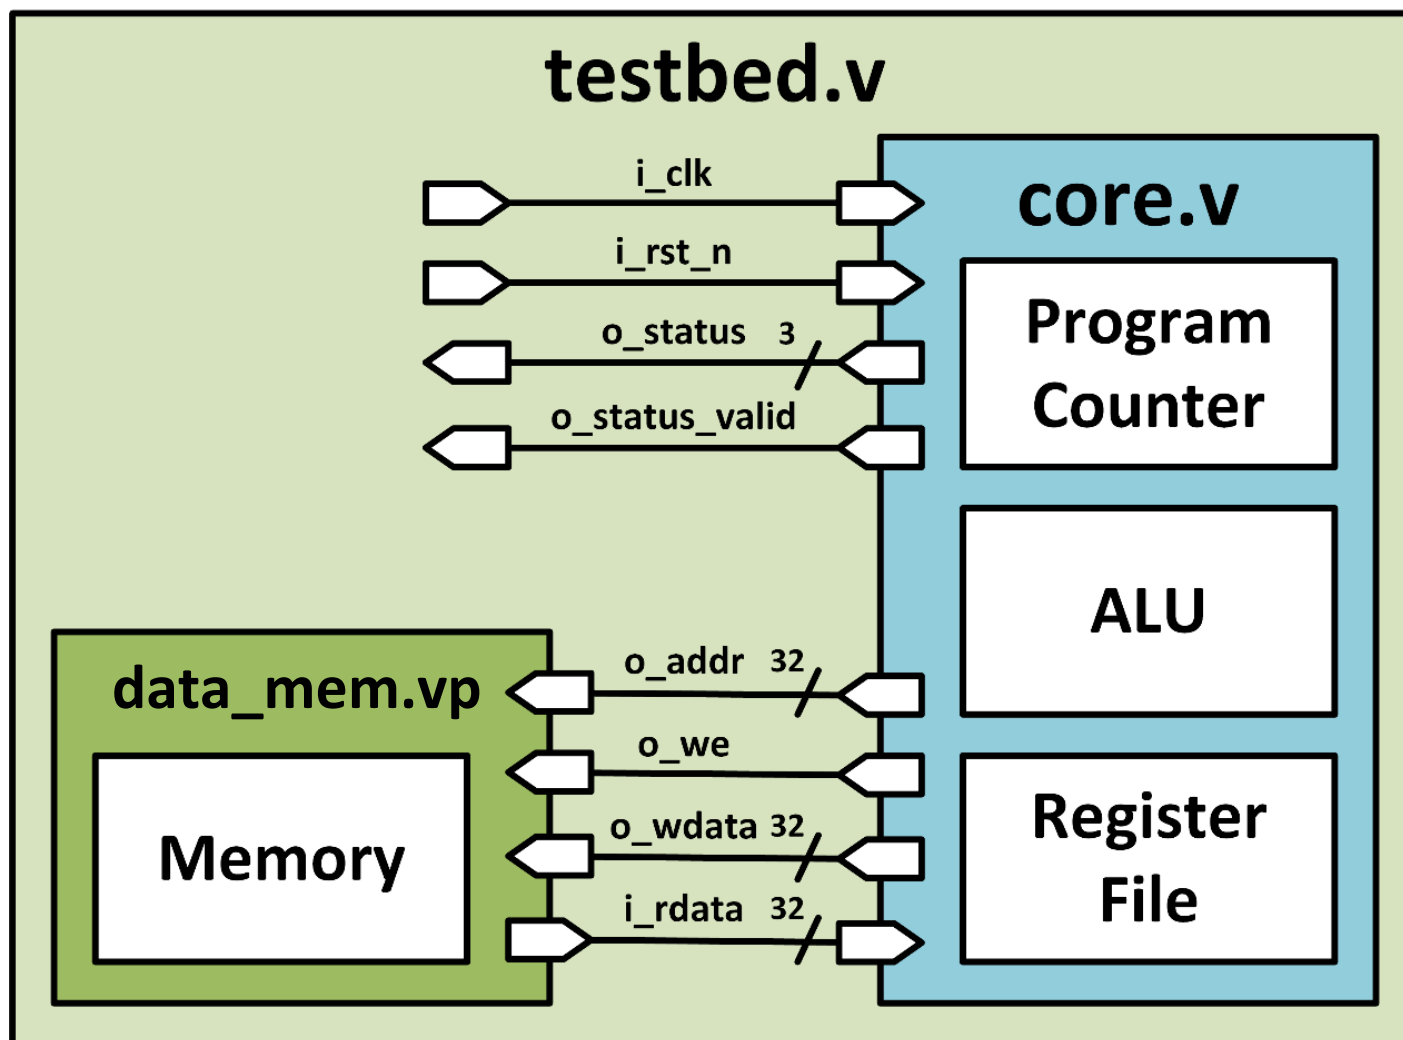 testbed.v
i_clk
core.v
i_rst_n
Program
Counter
o_status 3
o_status_valid
ALU
data_mem.vp
o_addr 32
o_we
Memory
o_wdata 32
i_rdata 32
Register
File